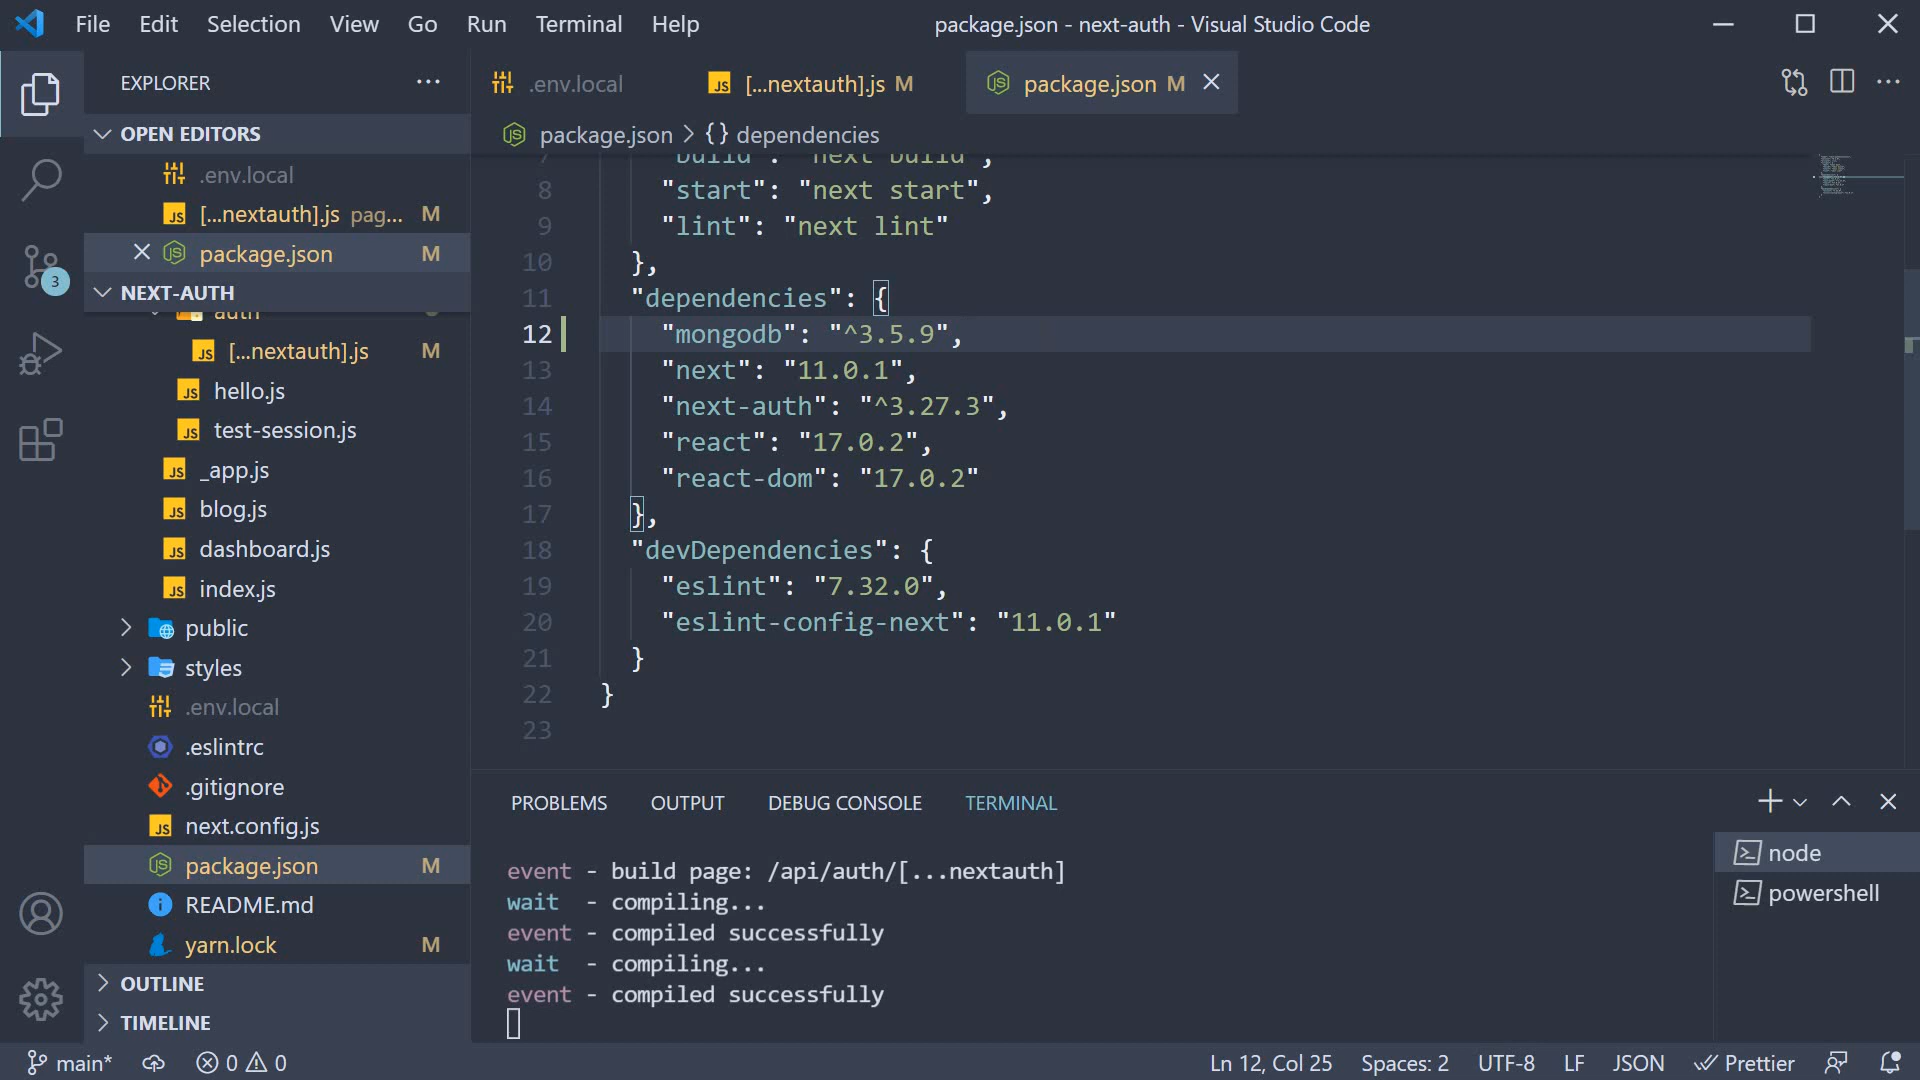 File Edit Selection View Go Run Terminal Help
package.json - next-auth - Visual Studio Code
EXPLORER
OPEN EDITORS
.env.local
[...nextauth].js pag... M
package.json M
NEXT-AUTH
auth
[...nextauth].js M
hello.js
test-session.js
_app.js
blog.js
dashboard.js
index.js
public
styles
.env.local
.eslintrc
.gitignore
next.config.js
package.json M
README.md
yarn.lock M
OUTLINE
TIMELINE
3
.env.local
[...nextauth].js M
package.json M
package.json > {} dependencies
7 "build": "next build",
8 "start": "next start",
9 "lint": "next lint"
10 },
11 "dependencies": {
12 "mongodb": "^3.5.9",
13 "next": "11.0.1",
14 "next-auth": "^3.27.3",
15 "react": "17.0.2",
16 "react-dom": "17.0.2"
17 },
18 "devDependencies": {
19 "eslint": "7.32.0",
20 "eslint-config-next": "11.0.1"
21 }
22 }
23
PROBLEMS OUTPUT DEBUG CONSOLE TERMINAL
event - build page: /api/auth/[...nextauth]
wait - compiling...
event - compiled successfully
wait - compiling...
event - compiled successfully
node
powershell
main* 0 0
Ln 12, Col 25 Spaces: 2 UTF-8 LF JSON Prettier